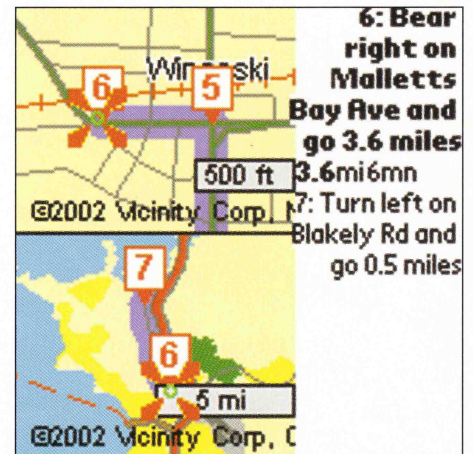 6
Winooski
5
500 ft
©2002 Vicinity Corp.
7
6
5 mi
©2002 Vicinity Corp.
6: Bear
right on
Malletts
Bay Ave and
go 3.6 miles
3.6mi6mn
7: Turn left on
Blakely Rd and
go 0.5 miles